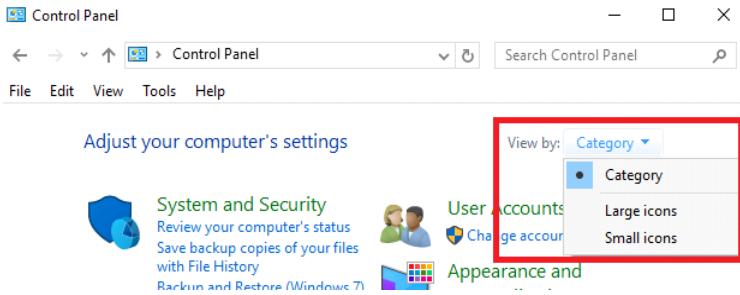 Control Panel
Control Panel
Search Control Panel
File Edit View Tools Help
Adjust your computer's settings
View by: Category
Category
Large icons
Small icons
System and Security
Review your computer's status
Save backup copies of your files
with File History
Backup and Restore (Windows 7)
User Accounts
Change accour
Appearance and